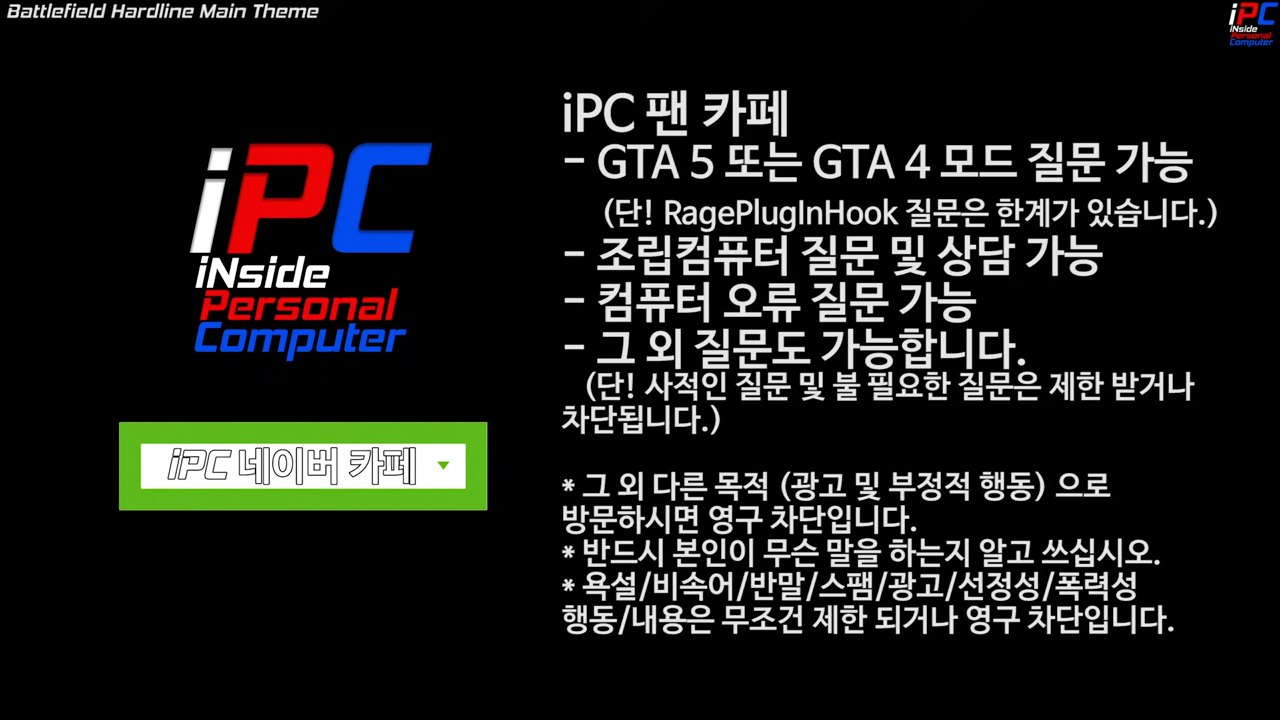 Battlefield Hardline Main Theme
iPC
iNside
Personal
Computer
iPC
iNside
Personal
Computer
iPC 네이버 카페
iPC 팬 카페
- GTA 5 또는 GTA 4 모드 질문 가능
(단! RagePlugInHook 질문은 한계가 있습니다.)
- 조립컴퓨터 질문 및 상담 가능
- 컴퓨터 오류 질문 가능
- 그 외 질문도 가능합니다.
(단! 사적인 질문 및 불 필요한 질문은 제한 받거나
차단됩니다.)
* 그 외 다른 목적 (광고 및 부정적 행동) 으로
방문하시면 영구 차단입니다.
* 반드시 본인이 무슨 말을 하는지 알고 쓰십시오.
* 욕설/비속어/반말/스팸/광고/선정성/폭력성
행동/내용은 무조건 제한 되거나 영구 차단입니다.